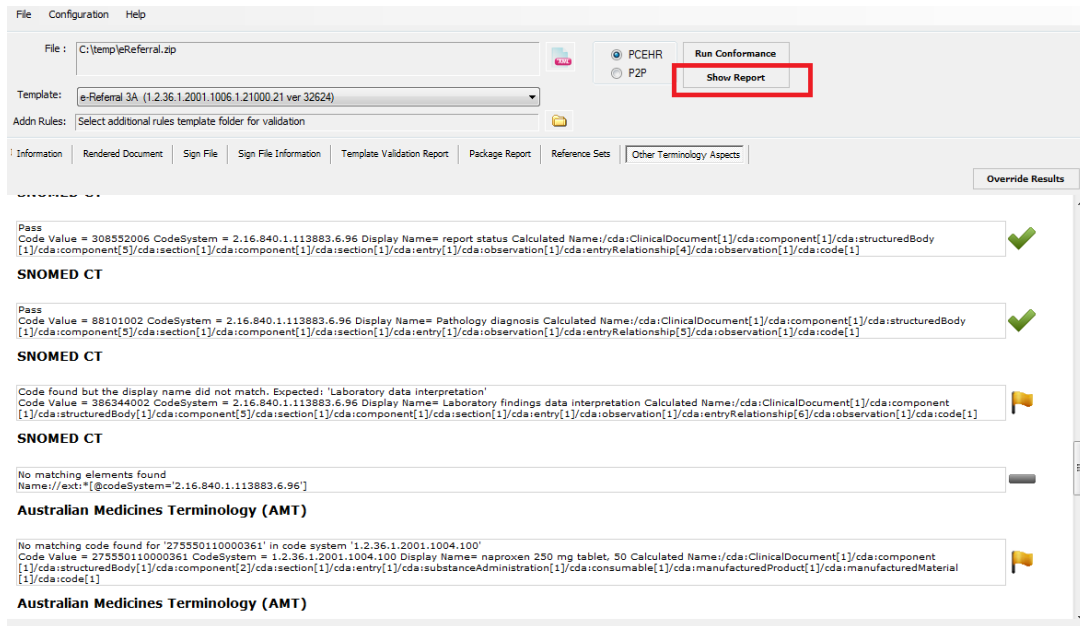 File Configuration Help
File : C:\temp\eReferral.zip
XML
PCEHR
P2P
Run Conformance
Show Report
Template: e-Referral 3A (1.2.36.1.2001.1006.1.21000.21 ver 32624)
Addn Rules: Select additional rules template folder for validation
Information Rendered Document Sign File Sign File Information Template Validation Report Package Report Reference Sets Other Terminology Aspects
Override Results
SNOMED CT
Pass
Code Value = 308552006 CodeSystem = 2.16.840.1.113883.6.96 Display Name= report status Calculated Name:/cda:ClinicalDocument[1]/cda:component[1]/cda:structuredBody
[1]/cda:component[5]/cda:section[1]/cda:component[1]/cda:section[1]/cda:entry[1]/cda:observation[1]/cda:entryRelationship[4]/cda:observation[1]/cda:code[1]
SNOMED CT
Pass
Code Value = 88101002 CodeSystem = 2.16.840.1.113883.6.96 Display Name= Pathology diagnosis Calculated Name:/cda:ClinicalDocument[1]/cda:component[1]/cda:structuredBody
[1]/cda:component[5]/cda:section[1]/cda:component[1]/cda:section[1]/cda:entry[1]/cda:observation[1]/cda:entryRelationship[5]/cda:observation[1]/cda:code[1]
SNOMED CT
Code found but the display name did not match. Expected: 'Laboratory data interpretation'
Code Value = 386344002 CodeSystem = 2.16.840.1.113883.6.96 Display Name= Laboratory findings data interpretation Calculated Name:/cda:ClinicalDocument[1]/cda:component
[1]/cda:structuredBody[1]/cda:component[5]/cda:section[1]/cda:component[1]/cda:section[1]/cda:entry[1]/cda:observation[1]/cda:entryRelationship[6]/cda:observation[1]/cda:code[1]
SNOMED CT
No matching elements found
Name://ext:*[@codeSystem='2.16.840.1.113883.6.96']
Australian Medicines Terminology (AMT)
No matching code found for '275550110000361' in code system '1.2.36.1.2001.1004.100'
Code Value = 275550110000361 CodeSystem = 1.2.36.1.2001.1004.100 Display Name= naproxen 250 mg tablet, 50 Calculated Name:/cda:ClinicalDocument[1]/cda:component
[1]/cda:structuredBody[1]/cda:component[2]/cda:section[1]/cda:entry[1]/cda:substanceAdministration[1]/cda:consumable[1]/cda:manufacturedProduct[1]/cda:manufacturedMaterial
[1]/cda:code[1]
Australian Medicines Terminology (AMT)